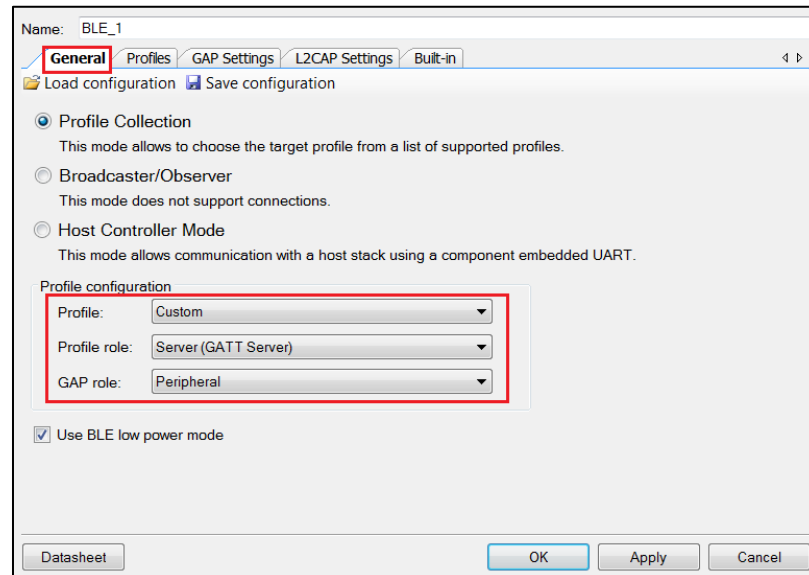 Name: BLE_1
General Profiles GAP Settings L2CAP Settings Built-in
Load configuration Save configuration
Profile Collection
This mode allows to choose the target profile from a list of supported profiles.
Broadcaster/Observer
This mode does not support connections.
Host Controller Mode
This mode allows communication with a host stack using a component embedded UART.
Profile configuration
Profile: Custom
Profile role: Server (GATT Server)
GAP role: Peripheral
Use BLE low power mode
Datasheet OK Apply Cancel